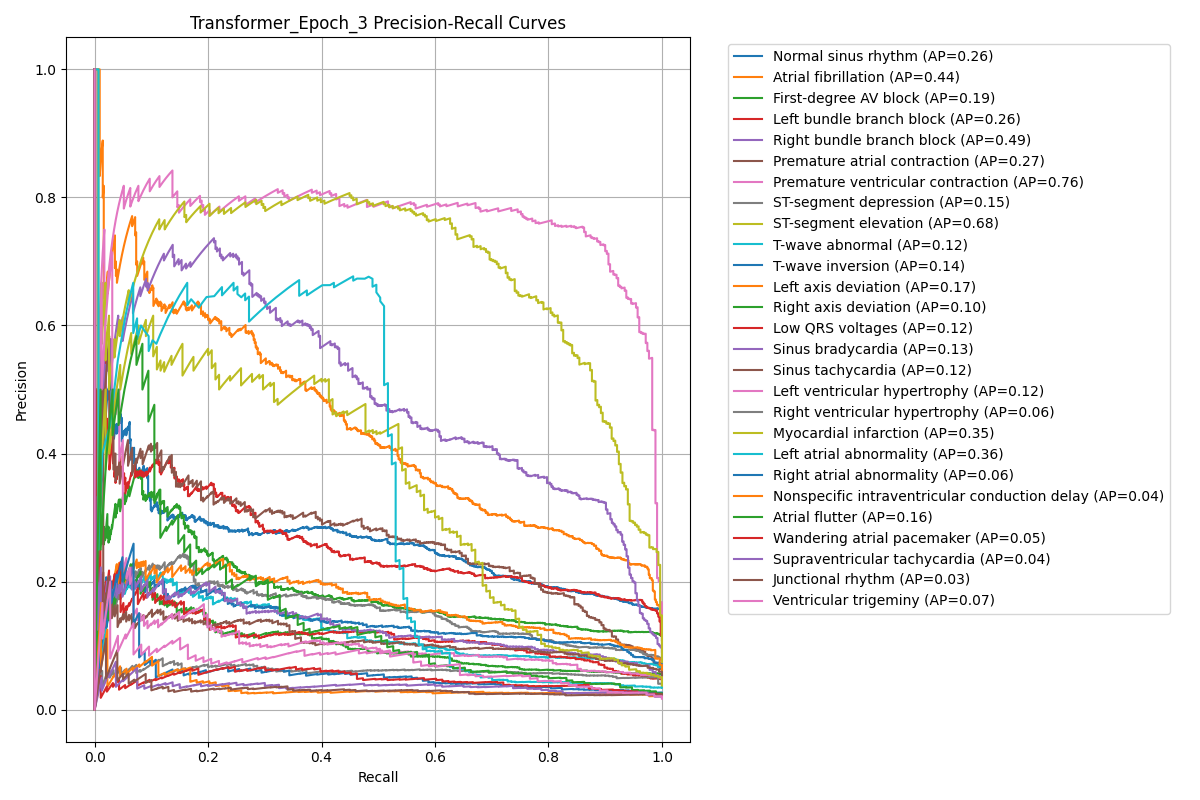 Transformer_Epoch_3 Precision-Recall Curves
Precision
1.0
0.8
0.6
0.4
0.2
0.0
0.0 0.2 0.4 0.6 0.8 1.0
Recall
Normal sinus rhythm (AP=0.26)
Atrial fibrillation (AP=0.44)
First-degree AV block (AP=0.19)
Left bundle branch block (AP=0.26)
Right bundle branch block (AP=0.49)
Premature atrial contraction (AP=0.27)
Premature ventricular contraction (AP=0.76)
ST-segment depression (AP=0.15)
ST-segment elevation (AP=0.68)
T-wave abnormal (AP=0.12)
T-wave inversion (AP=0.14)
Left axis deviation (AP=0.17)
Right axis deviation (AP=0.10)
Low QRS voltages (AP=0.12)
Sinus bradycardia (AP=0.13)
Sinus tachycardia (AP=0.12)
Left ventricular hypertrophy (AP=0.12)
Right ventricular hypertrophy (AP=0.06)
Myocardial infarction (AP=0.35)
Left atrial abnormality (AP=0.36)
Right atrial abnormality (AP=0.06)
Nonspecific intraventricular conduction delay (AP=0.04)
Atrial flutter (AP=0.16)
Wandering atrial pacemaker (AP=0.05)
Supraventricular tachycardia (AP=0.04)
Junctional rhythm (AP=0.03)
Ventricular trigeminy (AP=0.07)